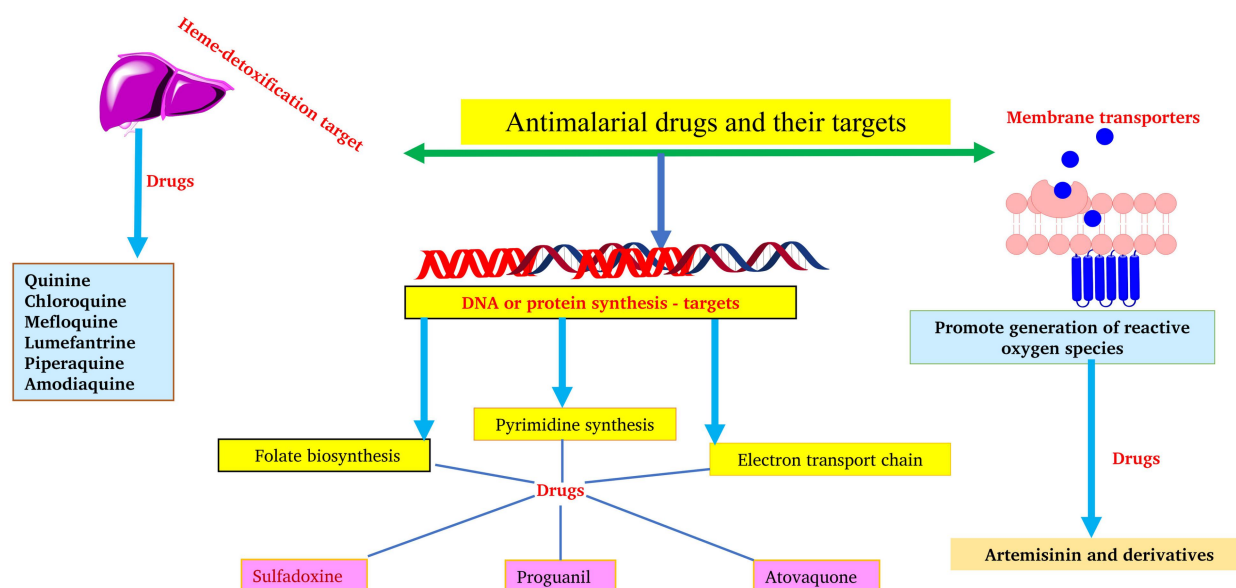 Heme-detoxification
target
Antimalarial drugs and their targets
Membrane transporters
Drugs
Quinine
Chloroquine
Mefloquine
Lumefantrine
Piperaquine
Amodiaquine
DNA or protein synthesis - targets
Promote generation of reactive
oxygen species
Pyrimidine synthesis
Folate biosynthesis
Electron transport chain
Drugs
Drugs
Sulfadoxine
Proguanil
Atovaquone
Artemisinin and derivatives